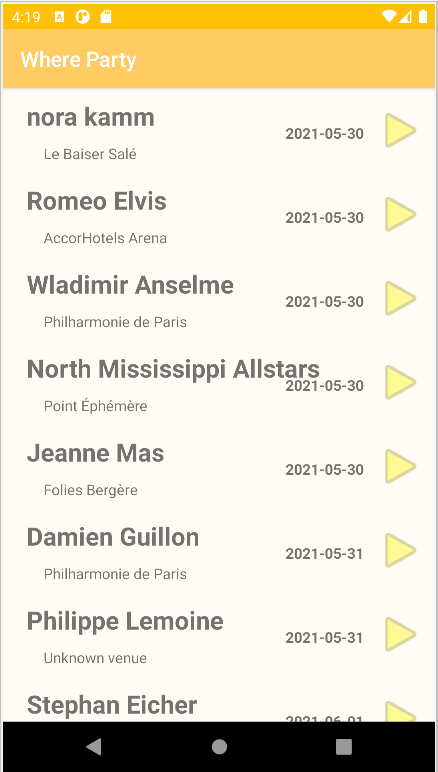 4:19
Where Party
nora kamm
2021-05-30
Le Baiser Salé
Romeo Elvis
2021-05-30
AccorHotels Arena
Wladimir Anselme
2021-05-30
Philharmonie de Paris
North Mississippi Allstars
2021-05-30
Point Éphémère
Jeanne Mas
2021-05-30
Folies Bergère
Damien Guillon
2021-05-31
Philharmonie de Paris
Philippe Lemoine
2021-05-31
Unknown venue
Stephan Eicher
2021-06-01